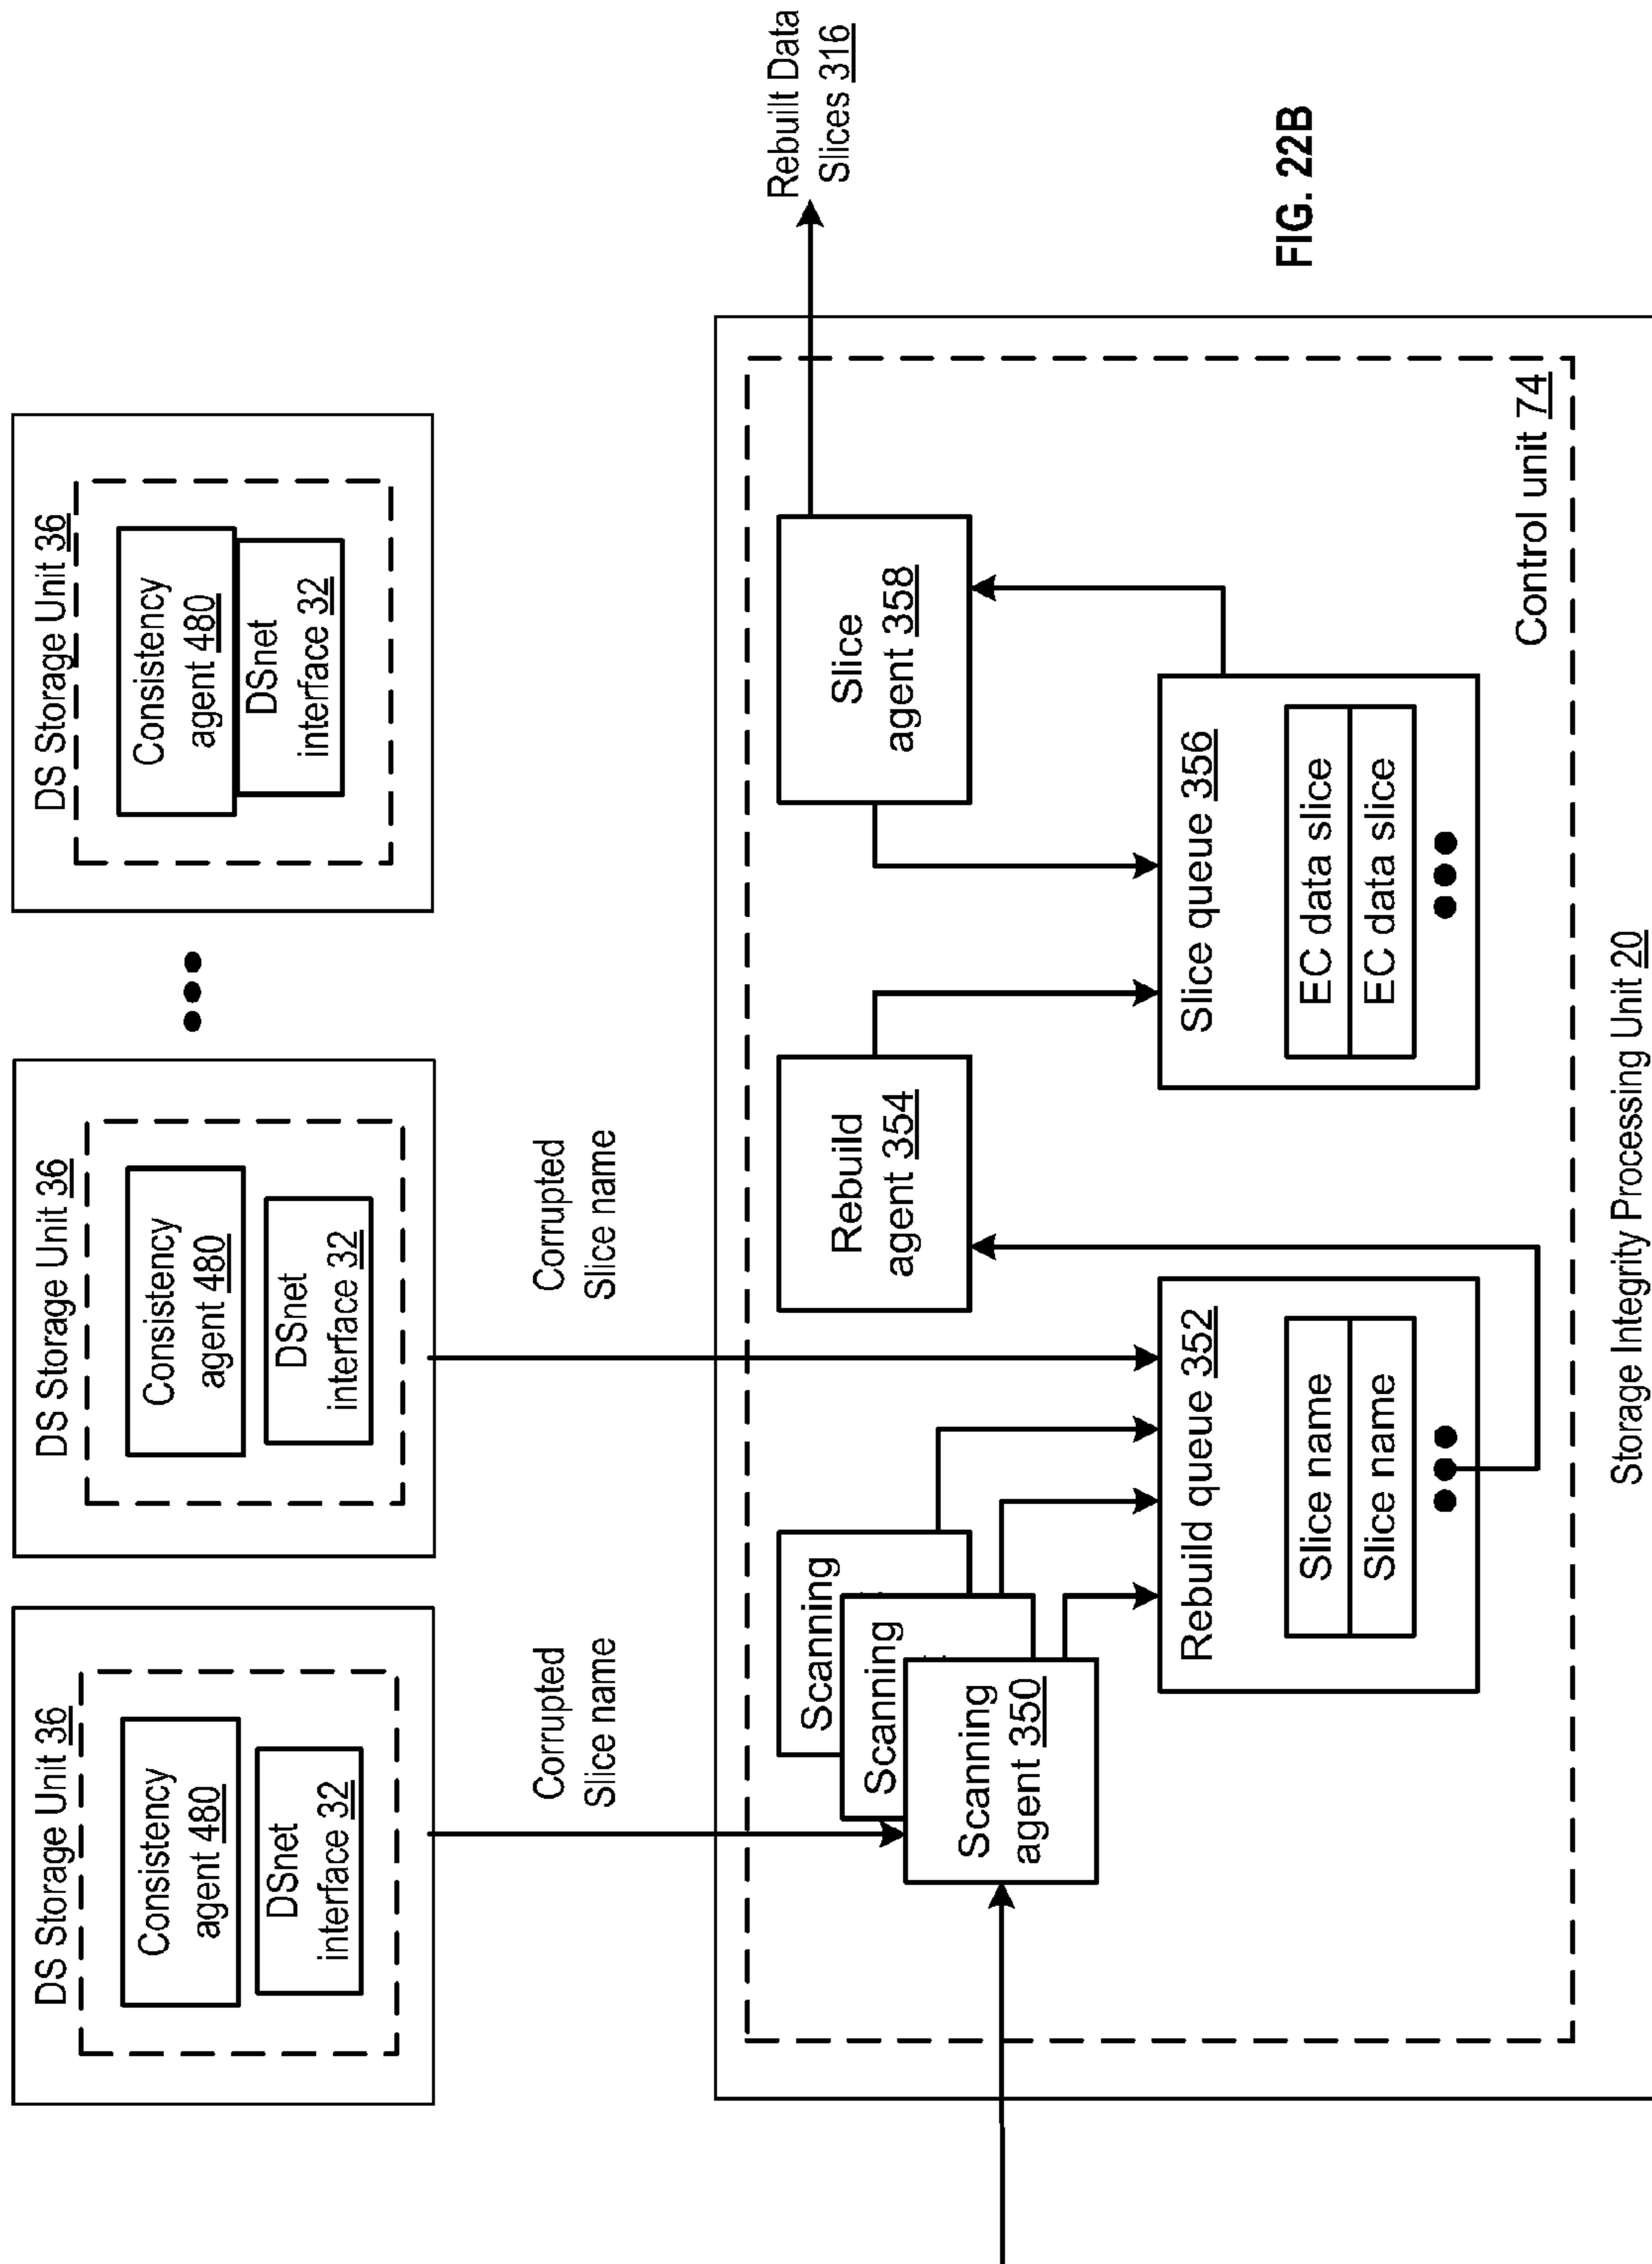 DS Storage Unit 36
Consistency
agent 480
DSnet
interface 32
DS Storage Unit 36
Consistency
agent 480
DSnet
interface 32
DS Storage Unit 36
Consistency
agent 480
DSnet
interface 32
Corrupted
Slice name
Corrupted
Slice name
Rebuilt Data
Slices 316
Scanning
Scanning
Scanning
agent 350
Rebuild
agent 354
Slice
agent 358
Rebuild queue 352
Slice name
Slice name
Slice queue 356
EC data slice
EC data slice
Control unit 74
Storage Integrity Processing Unit 20
FIG. 22B